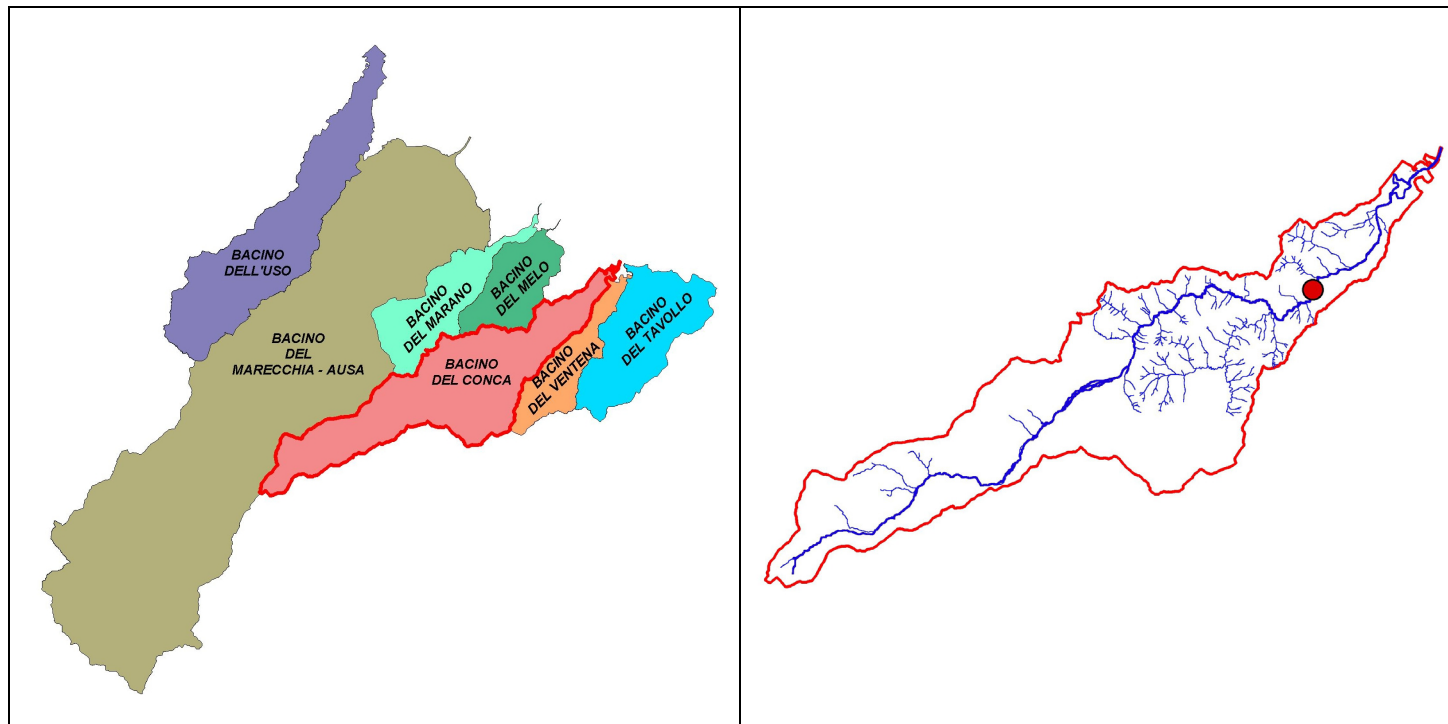 BACINO
DELL'USO
BACINO
DEL
MARECCHIA - AUSA
BACINO
DEL MARANO
BACINO
DEL MELO
BACINO
DEL CONCA
BACINO
DEL VENTENA
BACINO
DEL TAVOLLO